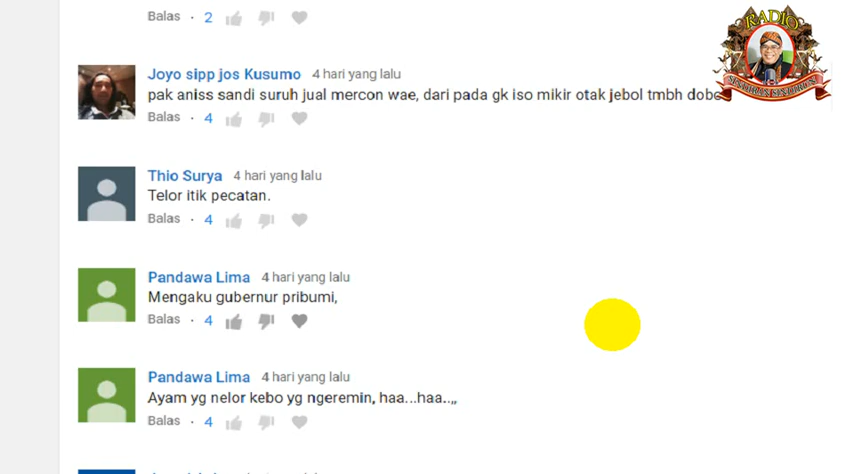 Balas · 2
Joyo sipp jos Kusumo 4 hari yang lalu
pak aniss sandi suruh jual mercon wae, dari pada gk iso mikir otak jebol tmbh
Balas · 4
Thio Surya 4 hari yang lalu
Telor itik pecatan.
Balas · 4
Pandawa Lima 4 hari yang lalu
Mengaku gubernur pribumi,
Balas · 4
Pandawa Lima 4 hari yang lalu
Ayam yg nelor kebo yg ngeremin, haa...haa..,,
Balas · 4
RADIO